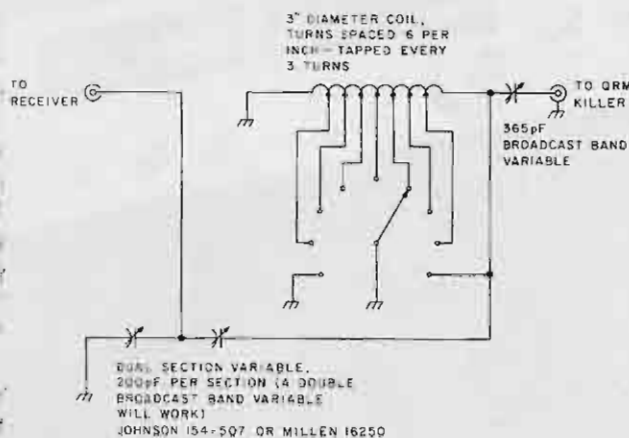 3" DIAMETER COIL,
TURNS SPACED 6 PER
INCH - TAPPED EVERY
3 TURNS
TO
RECEIVER
TO QRM
KILLER
365pF
BROADCAST BAND
VARIABLE
DUAL SECTION VARIABLE,
200pF PER SECTION (A DOUBLE
BROADCAST BAND VARIABLE
WILL WORK)
JOHNSON 154-507 OR MILLEN 16250